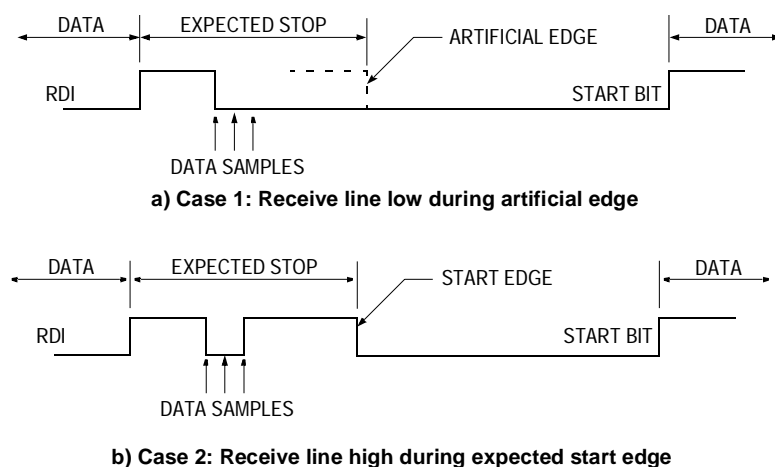 DATA EXPECTED STOP DATA
ARTIFICIAL EDGE
RDI START BIT
DATA SAMPLES
a) Case 1: Receive line low during artificial edge
DATA EXPECTED STOP DATA
START EDGE
RDI START BIT
DATA SAMPLES
b) Case 2: Receive line high during expected start edge